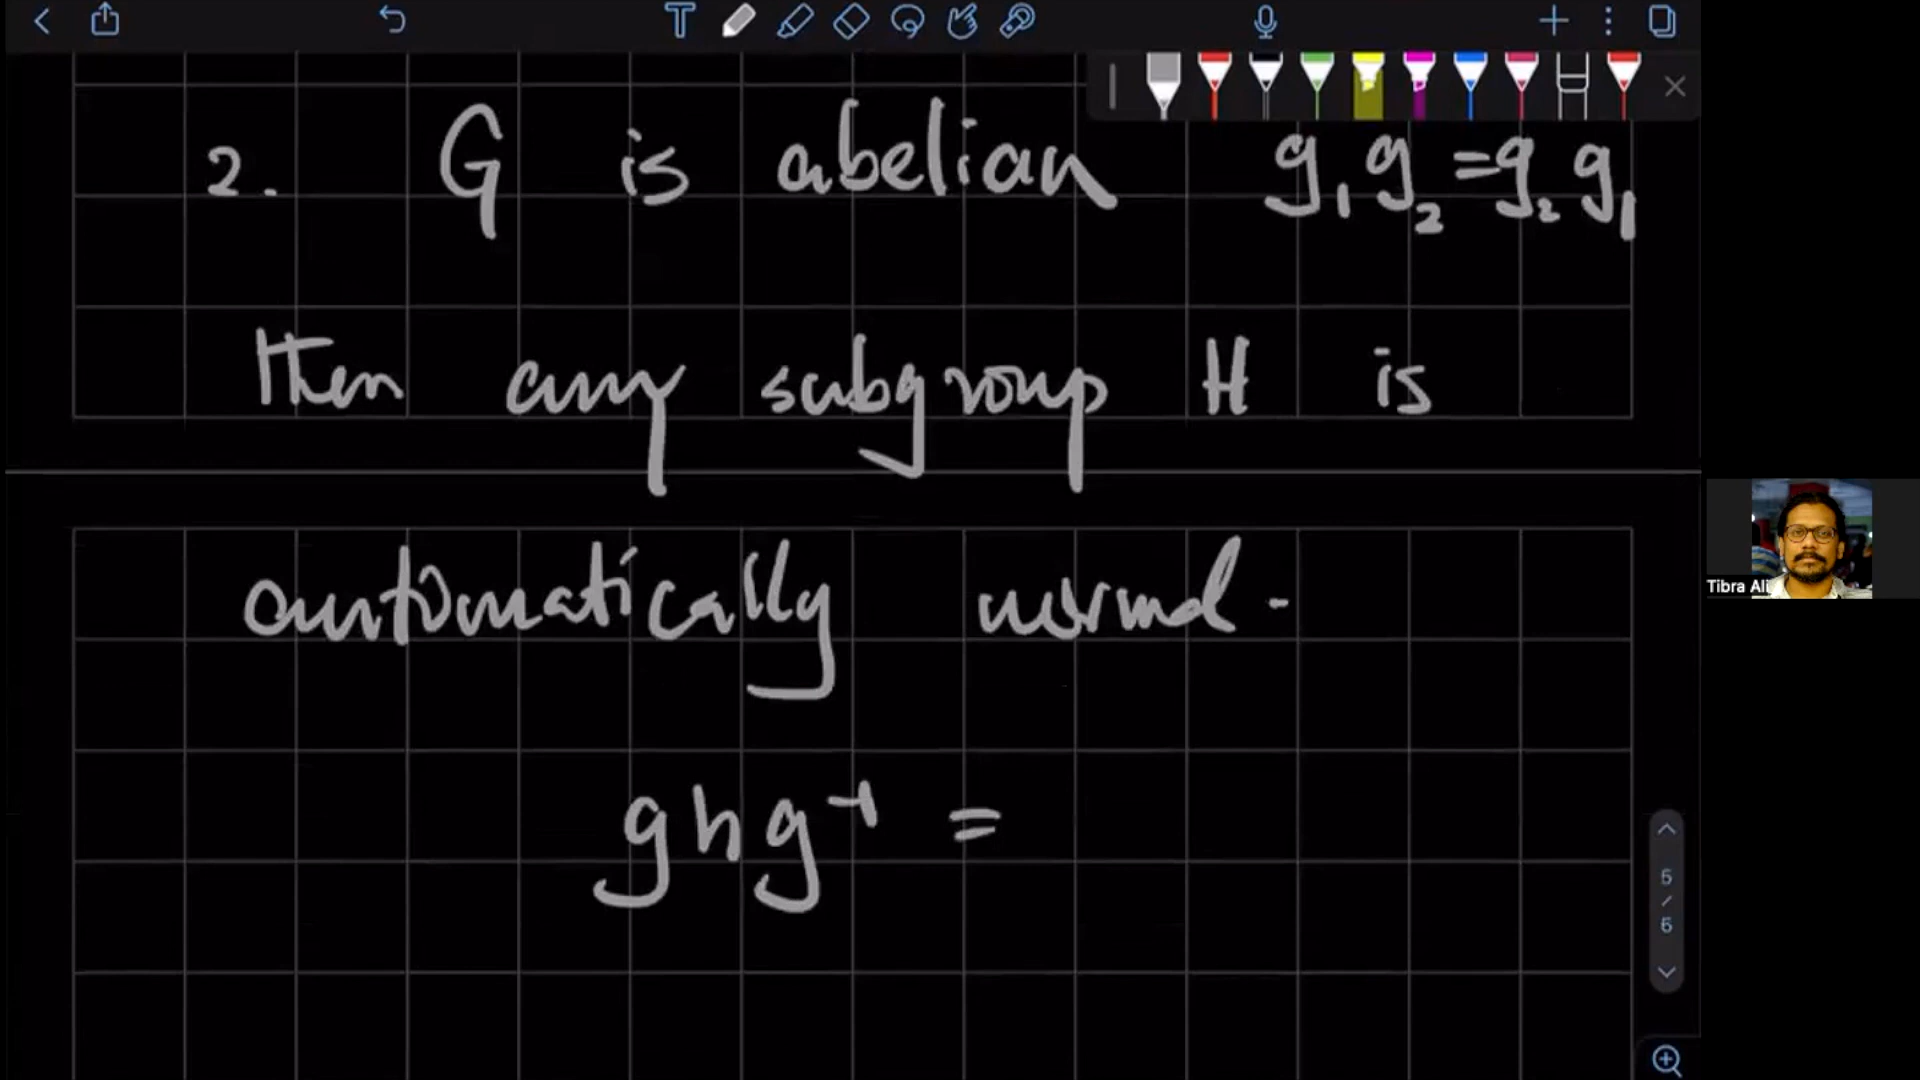 2. G is abelian g₁g₂=g₂g₁
then any subgroup H is
automatically normal.
ghg⁻¹ =
Tibra Ali
5
/
6